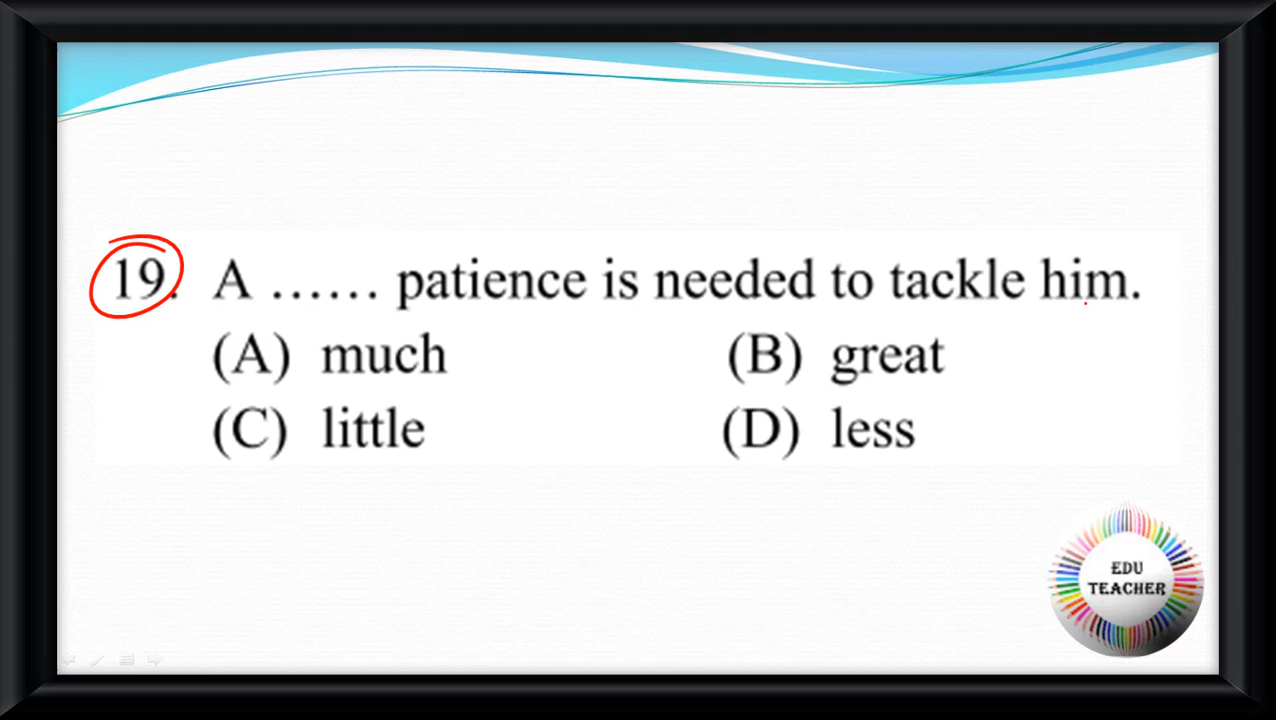 19. A ...... patience is needed to tackle him.
(A) much (B) great
(C) little (D) less
EDU
TEACHER